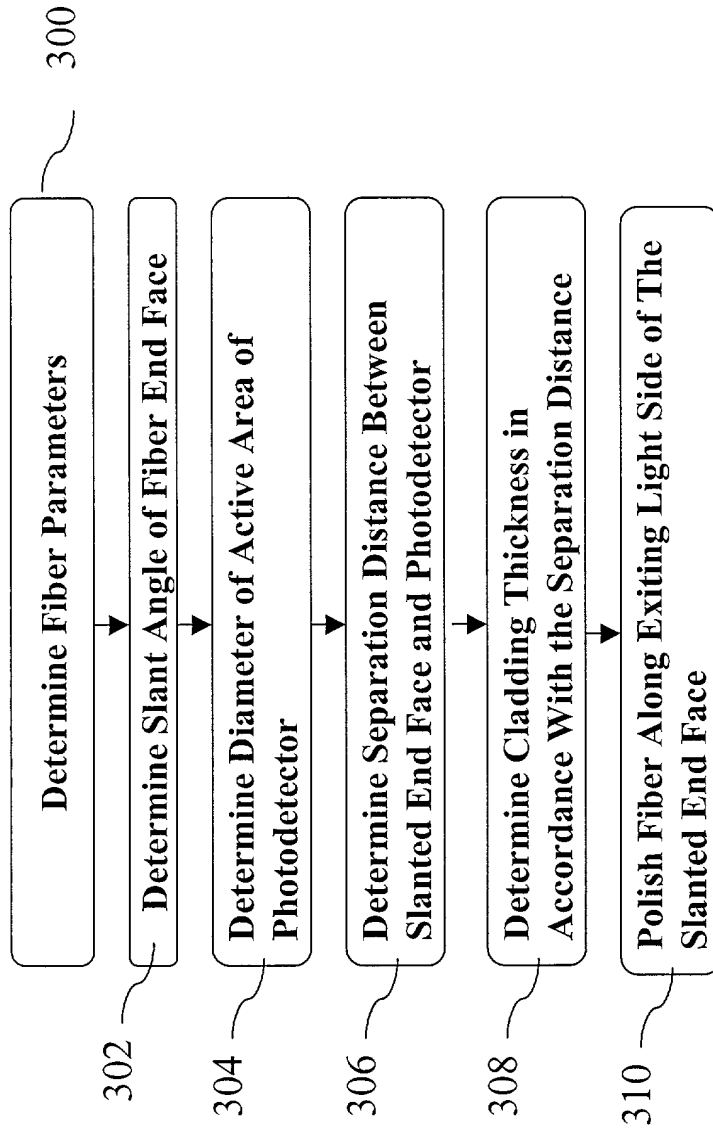 Determine Fiber Parameters
300
302
Determine Slant Angle of Fiber End Face
304
Determine Diameter of Active Area of
Photodetector
306
Determine Separation Distance Between
Slanted End Face and Photodetector
308
Determine Cladding Thickness in
Accordance With the Separation Distance
310
Polish Fiber Along Exiting Light Side of The
Slanted End Face